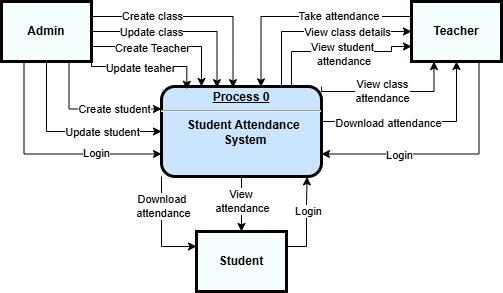 Admin
Create class
Update class
Create Teacher
Update teaher
Create student
Update student
Login
Take attendance
View class details
View student
attendance
Teacher
View class
attendance
Download attendance
Login
Process 0
Student Attendance
System
Download
attendance
View
attendance
Login
Student